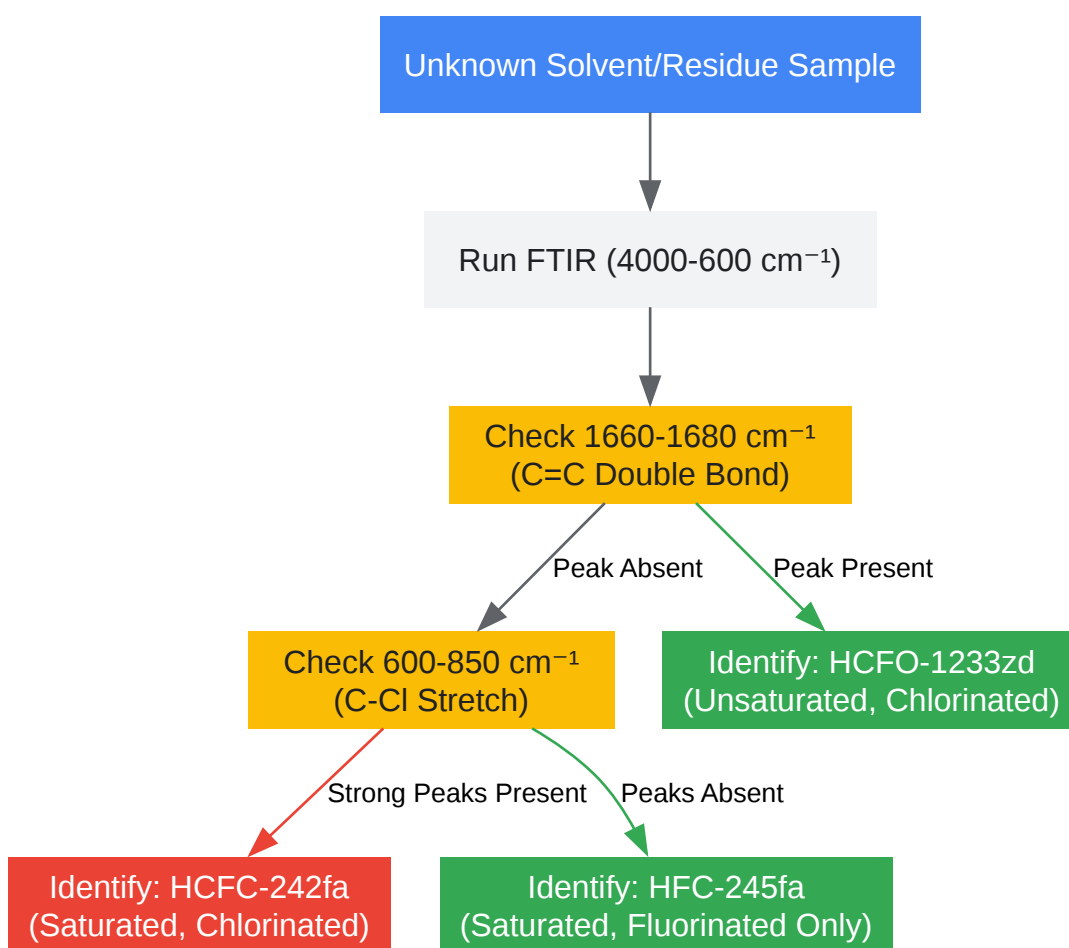 Unknown Solvent/Residue Sample
Run FTIR (4000-600 cm⁻¹)
Check 1660-1680 cm⁻¹
(C=C Double Bond)
Peak Absent
Peak Present
Check 600-850 cm⁻¹
(C-Cl Stretch)
Identify: HCFO-1233zd
(Unsaturated, Chlorinated)
Strong Peaks Present
Peaks Absent
Identify: HCFC-242fa
(Saturated, Chlorinated)
Identify: HFC-245fa
(Saturated, Fluorinated Only)